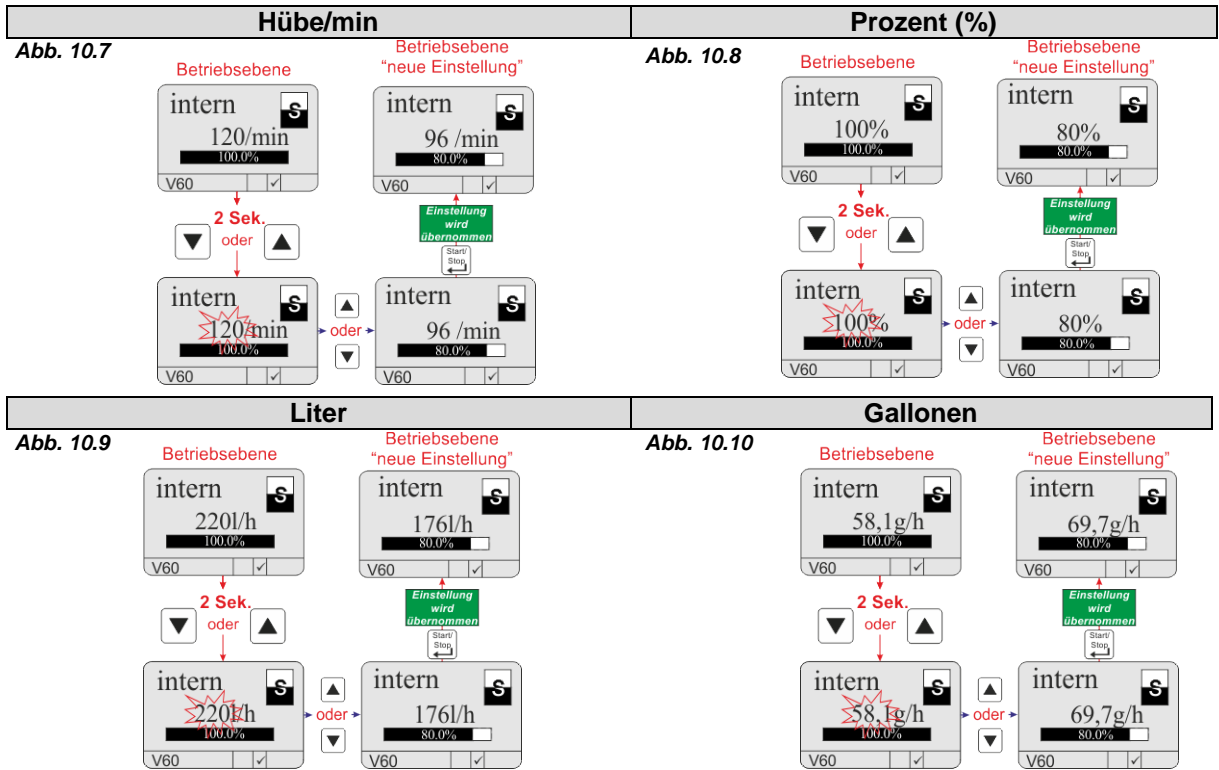 Hübe/min
Prozent (%)
Abb. 10.7
Betriebsebene
Betriebsebene
"neue Einstellung"
intern
S
120/min
100.0%
V60
✓
intern
S
96 /min
80.0%
V60
✓
2 Sek.
oder
Einstellung
wird
übernommen
Start/
Stop
intern
S
120/min
100.0%
V60
✓
oder
intern
S
96 /min
80.0%
V60
✓
Abb. 10.8
Betriebsebene
Betriebsebene
"neue Einstellung"
intern
S
100%
100.0%
V60
✓
intern
S
80%
80.0%
V60
✓
2 Sek.
oder
Einstellung
wird
übernommen
Start/
Stop
intern
S
100%
100.0%
V60
✓
oder
intern
S
80%
80.0%
V60
✓
Liter
Gallonen
Abb. 10.9
Betriebsebene
Betriebsebene
"neue Einstellung"
intern
S
220l/h
100.0%
V60
✓
intern
S
176l/h
80.0%
V60
✓
2 Sek.
oder
Einstellung
wird
übernommen
Start/
Stop
intern
S
220l/h
100.0%
V60
✓
oder
intern
S
176l/h
80.0%
V60
✓
Abb. 10.10
Betriebsebene
Betriebsebene
"neue Einstellung"
intern
S
58,1g/h
100.0%
V60
✓
intern
S
69,7g/h
80.0%
V60
✓
2 Sek.
oder
Einstellung
wird
übernommen
Start/
Stop
intern
S
58,1g/h
100.0%
V60
✓
oder
intern
S
69,7g/h
80.0%
V60
✓